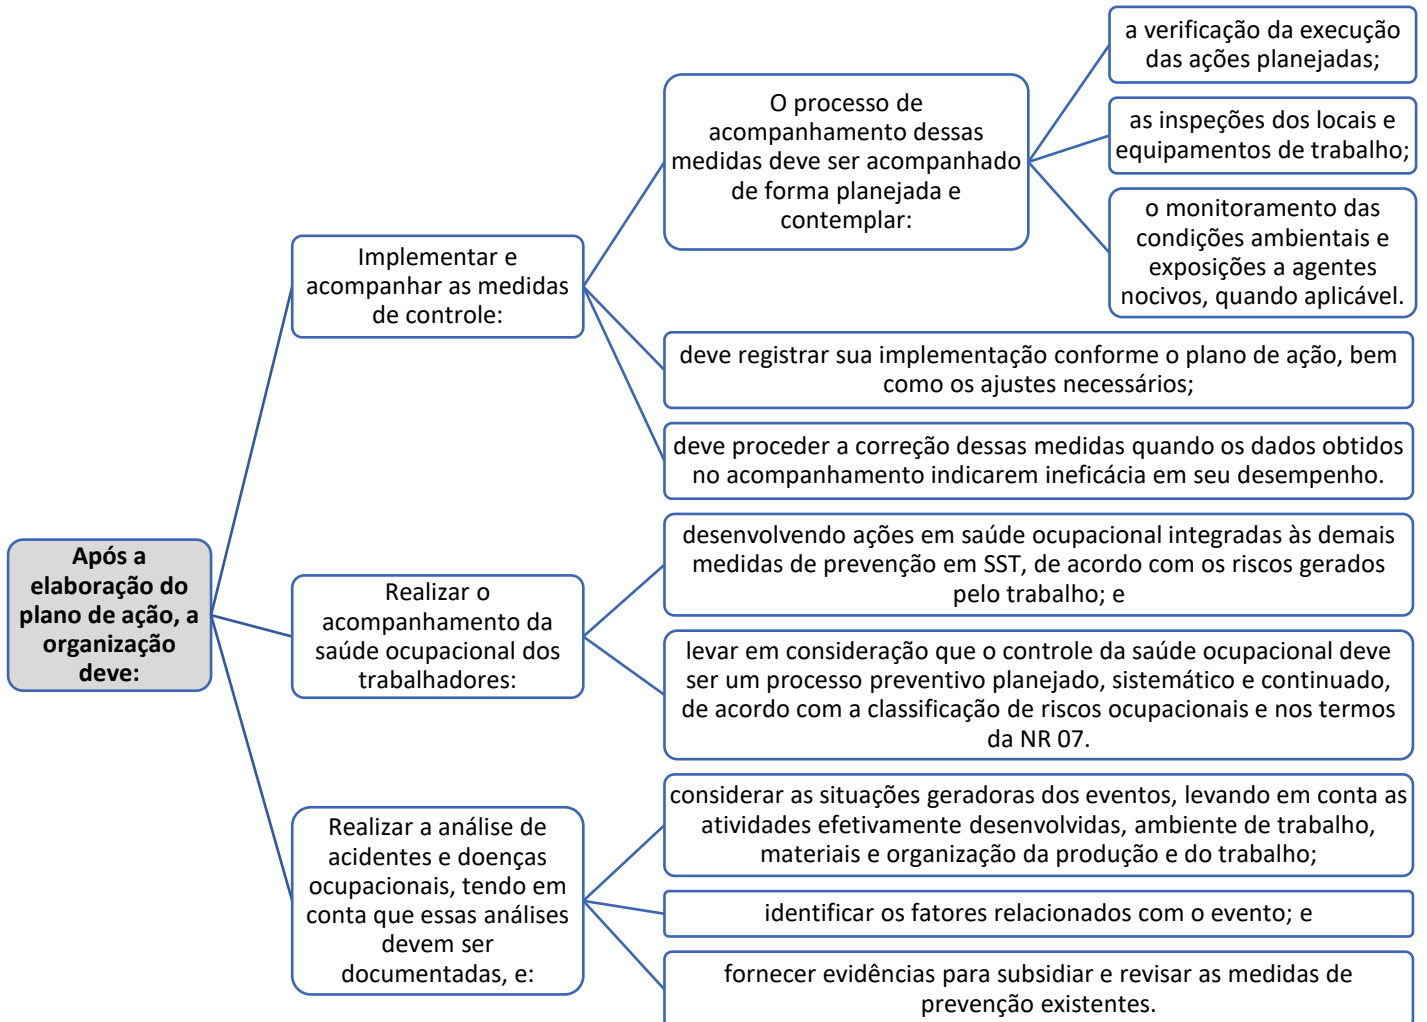 Após a
elaboração do
plano de ação, a
organização
deve:
Implementar e
acompanhar as medidas
de controle:
O processo de
acompanhamento dessas
medidas deve ser acompanhado
de forma planejada e
contemplar:
a verificação da execução
das ações planejadas;
as inspeções dos locais e
equipamentos de trabalho;
o monitoramento das
condições ambientais e
exposições a agentes
nocivos, quando aplicável.
deve registrar sua implementação conforme o plano de ação, bem
como os ajustes necessários;
deve proceder a correção dessas medidas quando os dados obtidos
no acompanhamento indicarem ineficácia em seu desempenho.
Realizar o
acompanhamento da
saúde ocupacional dos
trabalhadores:
desenvolvendo ações em saúde ocupacional integradas às demais
medidas de prevenção em SST, de acordo com os riscos gerados
pelo trabalho; e
levar em consideração que o controle da saúde ocupacional deve
ser um processo preventivo planejado, sistemático e continuado,
de acordo com a classificação de riscos ocupacionais e nos termos
da NR 07.
Realizar a análise de
acidentes e doenças
ocupacionais, tendo em
conta que essas análises
devem ser
documentadas, e:
considerar as situações geradoras dos eventos, levando em conta as
atividades efetivamente desenvolvidas, ambiente de trabalho,
materiais e organização da produção e do trabalho;
identificar os fatores relacionados com o evento; e
fornecer evidências para subsidiar e revisar as medidas de
prevenção existentes.